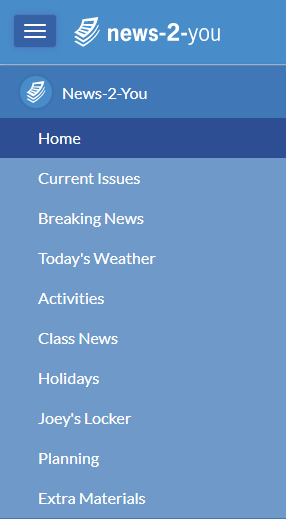 news-2-you
News-2-You
Home
Current Issues
Breaking News
Today's Weather
Activities
Class News
Holidays
Joey's Locker
Planning
Extra Materials